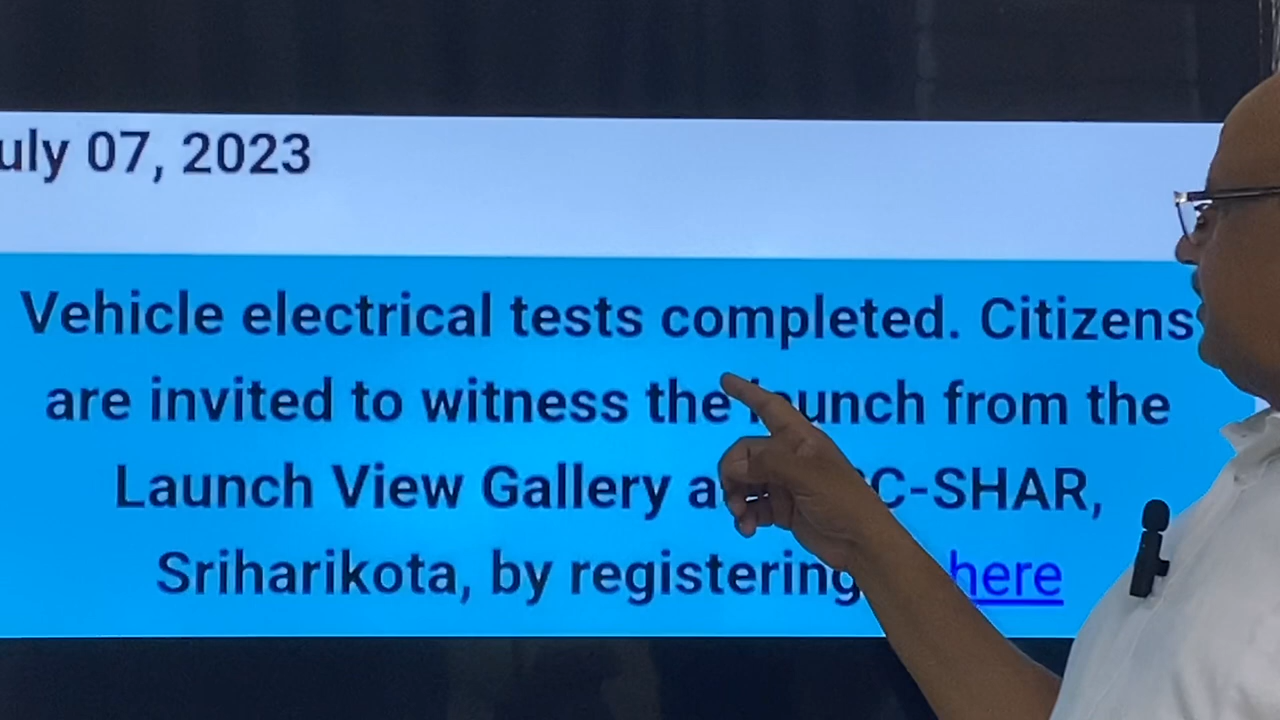 uly 07, 2023
Vehicle electrical tests completed. Citizens
are invited to witness the launch from the
Launch View Gallery C-SHAR,
Sriharikota, by registering here